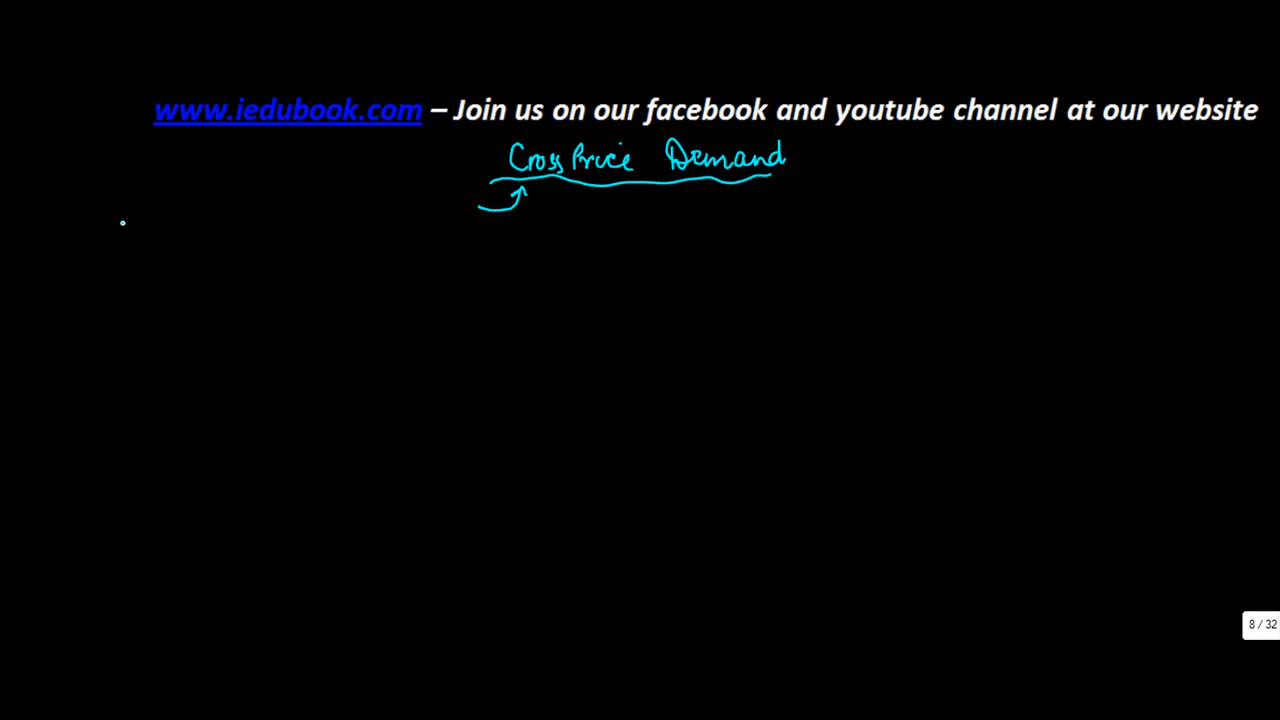 www.iedubook.com – Join us on our facebook and youtube channel at our website
Cross Price Demand
8 / 32